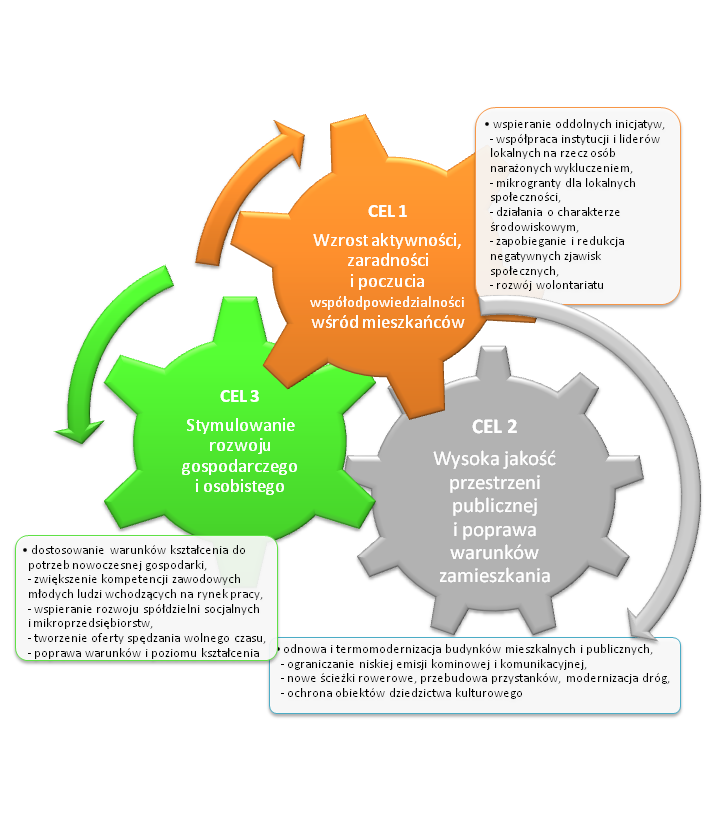 CEL 1
Wzrost aktywności,
zaradności
i poczucia
współodpowiedzialności
wśród mieszkańców
• wspieranie oddolnych inicjatyw,
- współpraca instytucji i liderów
lokalnych na rzecz osób
narażonych wykluczeniem,
- mikrogranty dla lokalnych
społeczności,
- działania o charakterze
środowiskowym,
- zapobieganie i redukcja
negatywnych zjawisk
społecznych,
- rozwój wolontariatu
CEL 3
Stymulowanie
rozwoju
gospodarczego
i osobistego
CEL 2
Wysoka jakość
przestrzeni
publicznej
i poprawa
warunków
zamieszkania
• dostosowanie warunków kształcenia do
potrzeb nowoczesnej gospodarki,
- zwiększenie kompetencji zawodowych
młodych ludzi wchodzących na rynek pracy,
- wspieranie rozwoju spółdzielni socjalnych
i mikroprzedsiębiorstw,
- tworzenie oferty spędzania wolnego czasu,
- poprawa warunków i poziomu kształcenia
• odnowa i termomodernizacja budynków mieszkalnych i publicznych,
- ograniczanie niskiej emisji kominowej i komunikacyjnej,
- nowe ścieżki rowerowe, przebudowa przystanków, modernizacja dróg,
- ochrona obiektów dziedzictwa kulturowego